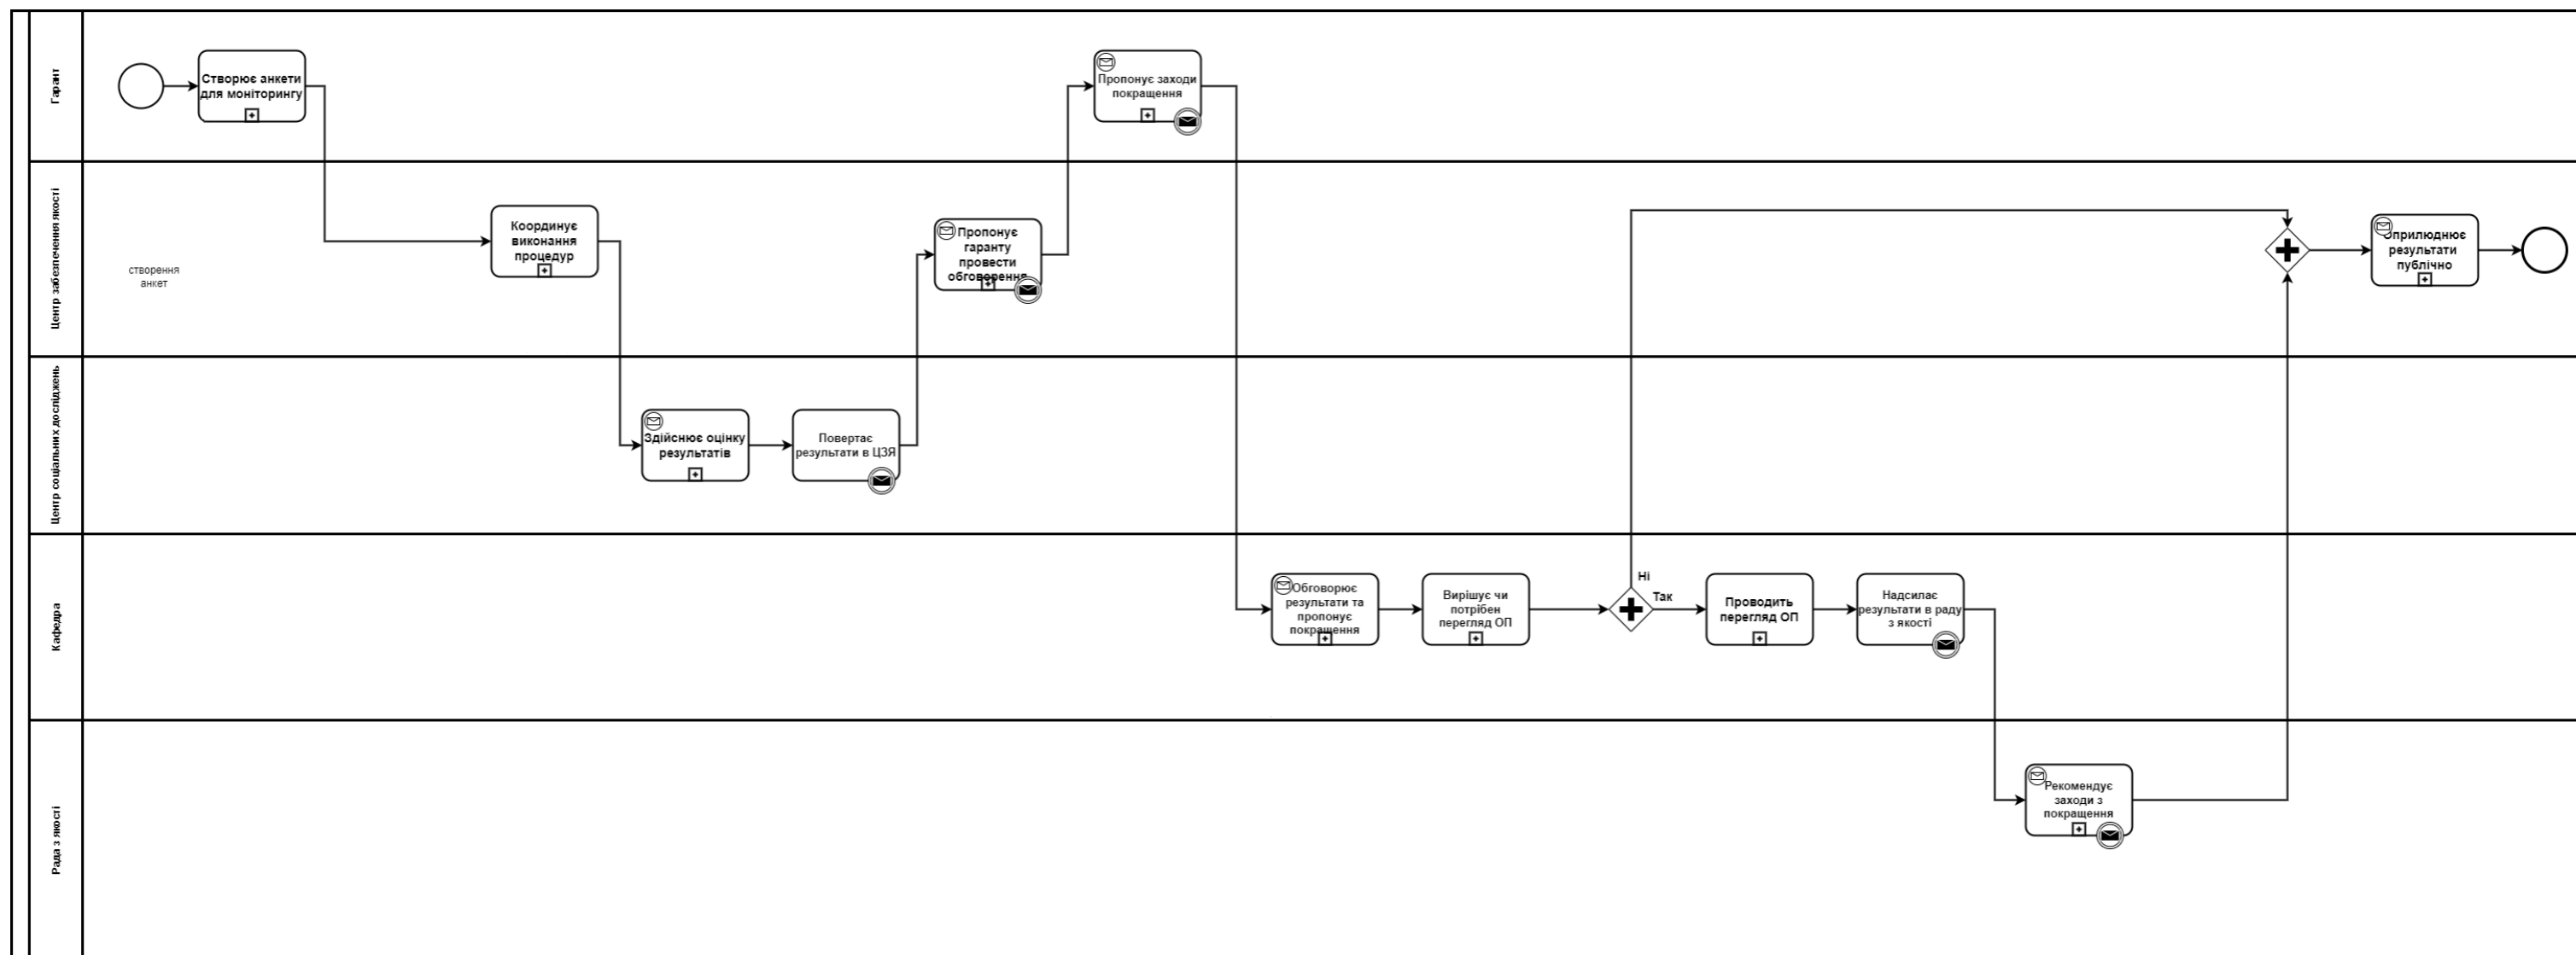 Гарант
Створює анкети
для моніторингу
Пропонує заходи
покращення
Центр забезпечення якості
створення
анкет
Координує
виконання
процедур
Пропонує
гаранту
провести
обговорення
Оприлюднює
результати
публічно
Центр соціальних досліджень
Здійснює оцінку
результатів
Повертає
результати в ЦЗЯ
Кафедра
Обговорює
результати та
пропонує
покращення
Вирішує чи
потрібен
перегляд ОП
Ні
Так
Проводить
перегляд ОП
Надсилає
результати в раду
з якості
Рада з якості
Рекомендує
заходи з
покращення